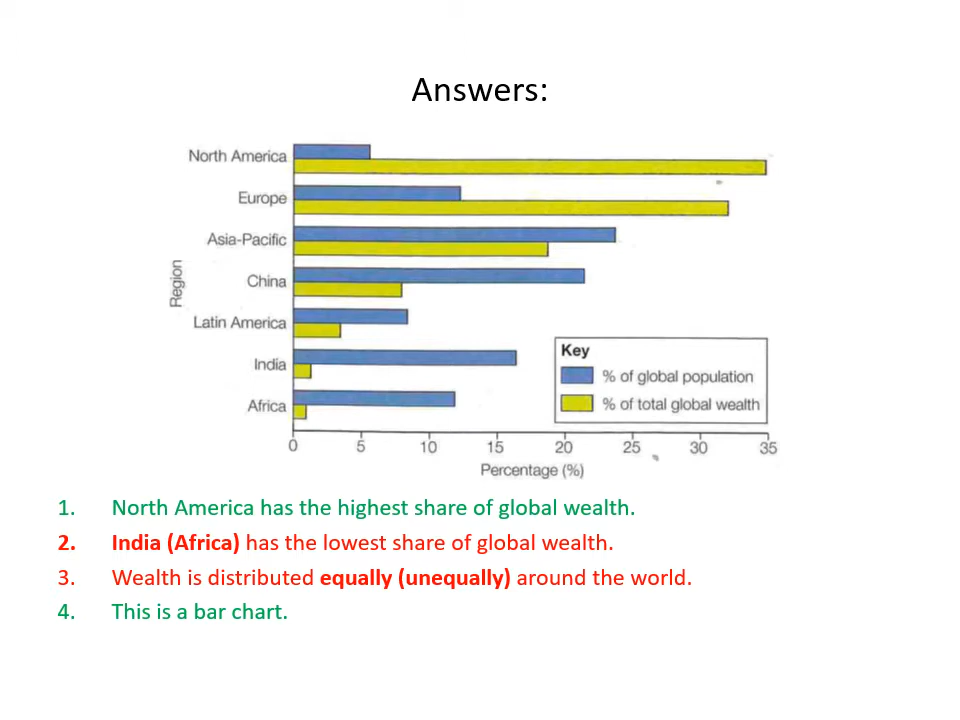 Answers:
North America
Europe
Asia-Pacific
China
Latin America
India
Africa
Region
Key
% of global population
% of total global wealth
0 5 10 15 20 25 30 35
Percentage (%)
1. North America has the highest share of global wealth.
2. India (Africa) has the lowest share of global wealth.
3. Wealth is distributed equally (unequally) around the world.
4. This is a bar chart.